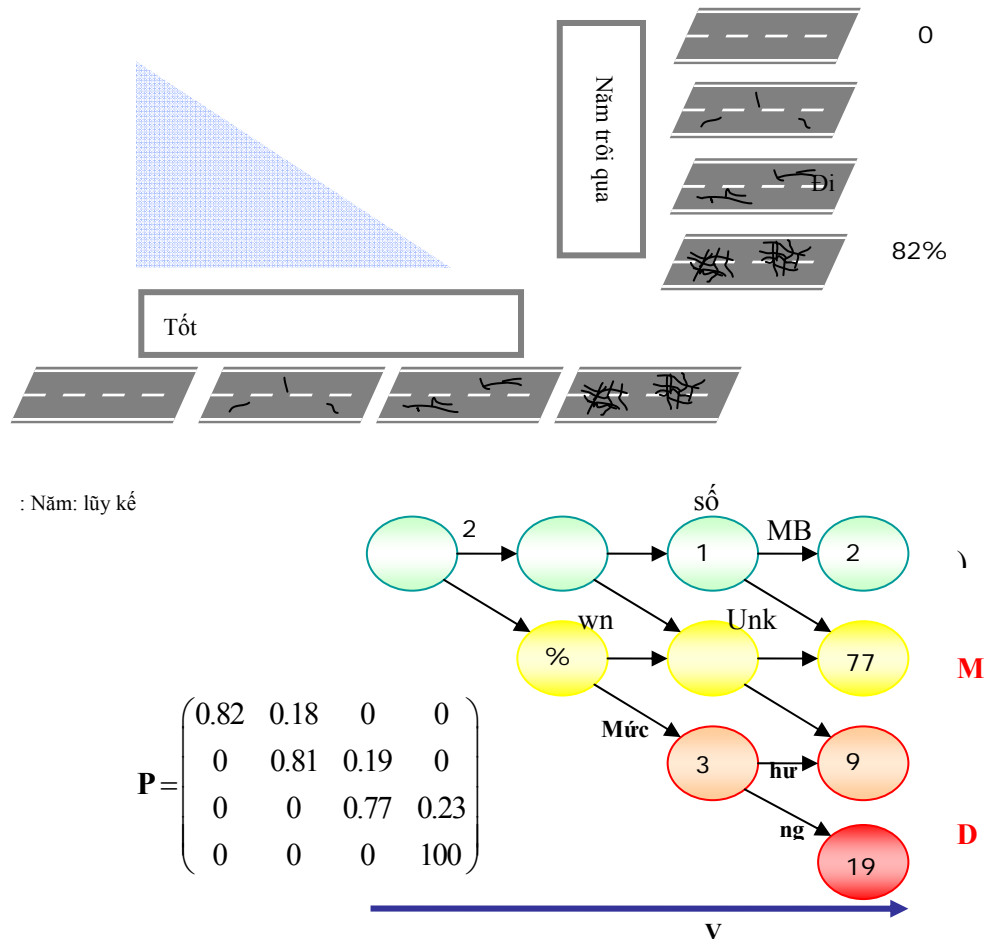 0
Năm trôi qua
Đi
82%
Tốt
: Năm: lũy kế
số
2
MB
1
2
)
wn
Unk
%
77
M
P = 0.82 0.18 0 0
0 0.81 0.19 0
0 0 0.77 0.23
0 0 0 100
Mức
3
hư
9
ng
D
19
V